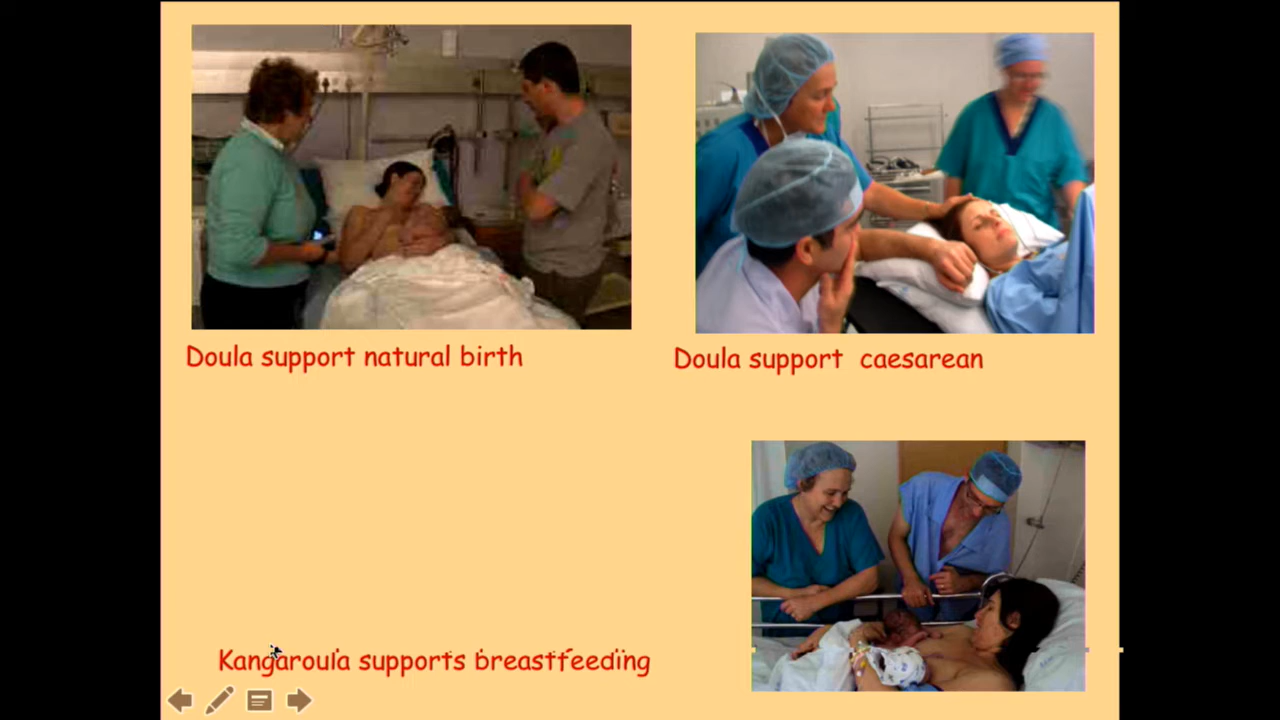 Doula support natural birth
Doula support caesarean
Kangaroula supports breastfeeding